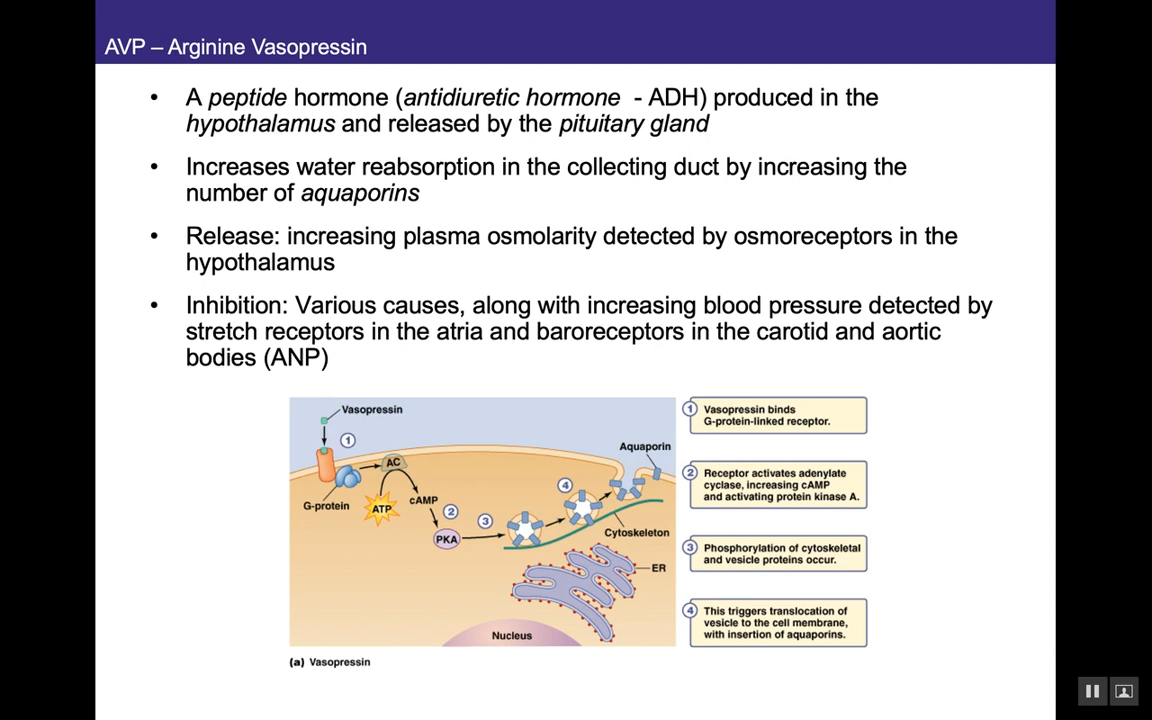 AVP – Arginine Vasopressin
• A peptide hormone (antidiuretic hormone - ADH) produced in the
hypothalamus and released by the pituitary gland
• Increases water reabsorption in the collecting duct by increasing the
number of aquaporins
• Release: increasing plasma osmolarity detected by osmoreceptors in the
hypothalamus
• Inhibition: Various causes, along with increasing blood pressure detected by
stretch receptors in the atria and baroreceptors in the carotid and aortic
bodies (ANP)
Vasopressin
1
AC
G-protein
ATP
cAMP
2
PKA
3
4
Aquaporin
Cytoskeleton
ER
Nucleus
1 Vasopressin binds
G-protein-linked receptor.
2 Receptor activates adenylate
cyclase, increasing cAMP
and activating protein kinase A.
3 Phosphorylation of cytoskeletal
and vesicle proteins occur.
4 This triggers translocation of
vesicle to the cell membrane,
with insertion of aquaporins.
(a) Vasopressin